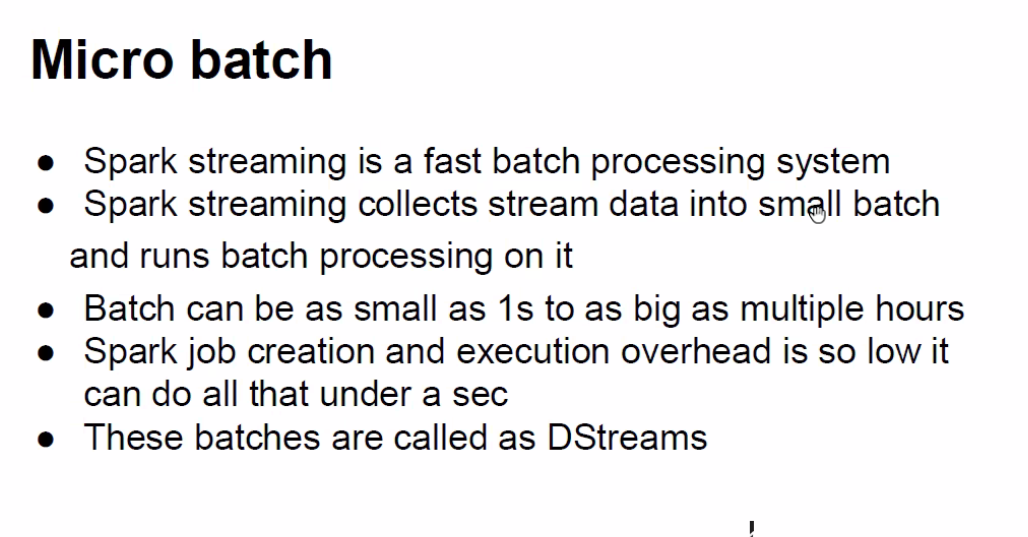 Micro batch
● Spark streaming is a fast batch processing system
● Spark streaming collects stream data into small batch
and runs batch processing on it
● Batch can be as small as 1s to as big as multiple hours
● Spark job creation and execution overhead is so low it
can do all that under a sec
● These batches are called as DStreams